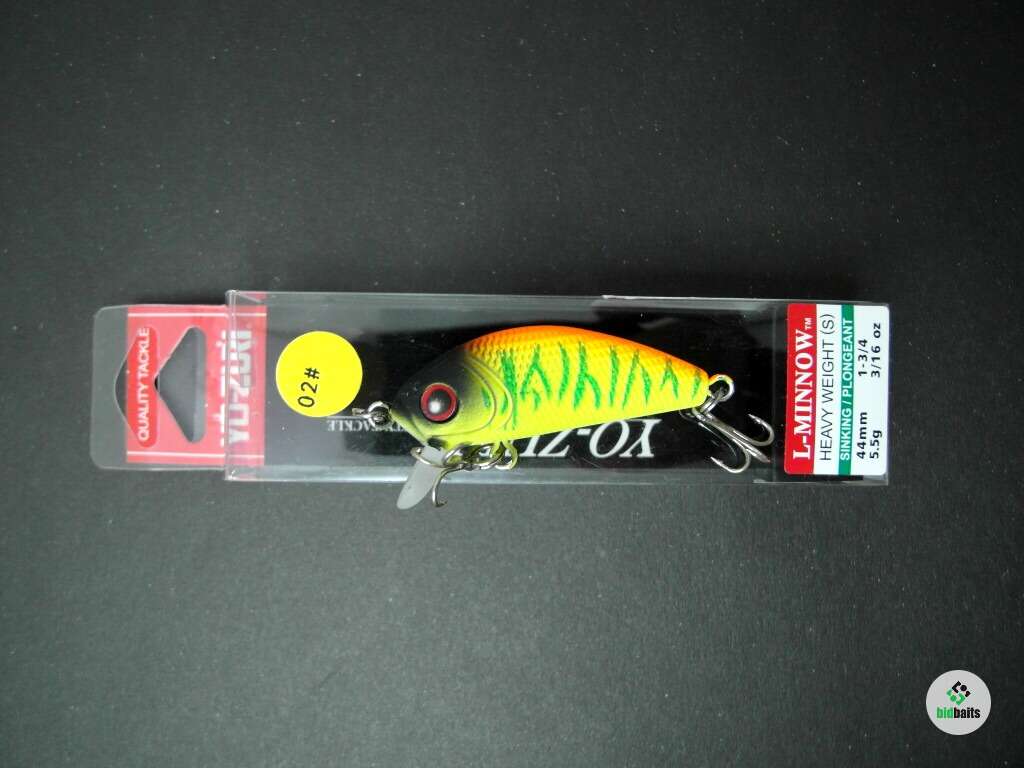 QUALITY TACKLE
YO-ZURI
02#
YO-ZU
TACKLE
L-MINNOW™
HEAVY WEIGHT (S)
SINKING / PLONGEANT
44mm 1-3/4
5.5g 3/16 oz
bidbaits